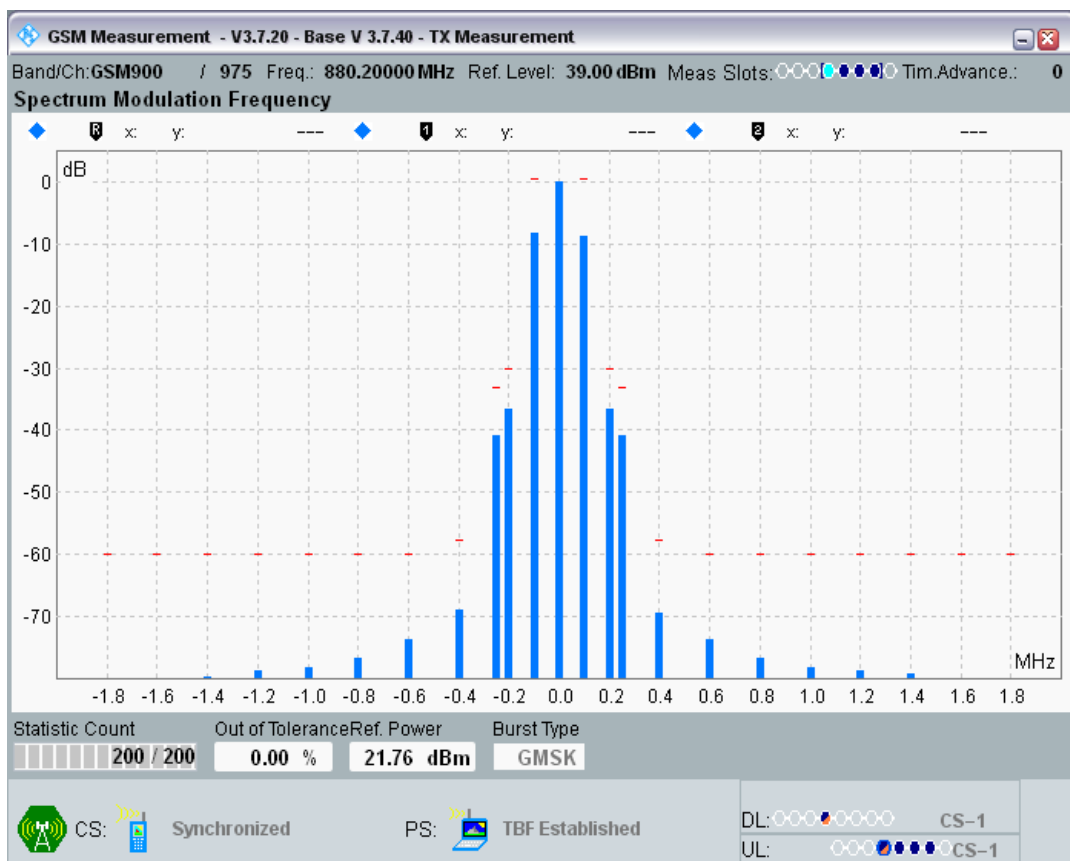 GSM Measurement - V3.7.20 - Base V 3.7.40 - TX Measurement
Band/Ch:GSM900 / 975 Freq.: 880.20000 MHz Ref. Level: 39.00 dBm Meas Slots: Tim.Advance.: 0
Spectrum Modulation Frequency
R x: y: --- 1 x: y: --- 2 x: y: ---
dB
0
-10
-20
-30
-40
-50
-60
-70
MHz
-1.8 -1.6 -1.4 -1.2 -1.0 -0.8 -0.6 -0.4 -0.2 0.0 0.2 0.4 0.6 0.8 1.0 1.2 1.4 1.6 1.8
Statistic Count Out of Tolerance Ref. Power Burst Type
200 / 200 0.00 % 21.76 dBm GMSK
CS: Synchronized PS: TBF Established
DL: CS-1
UL: CS-1